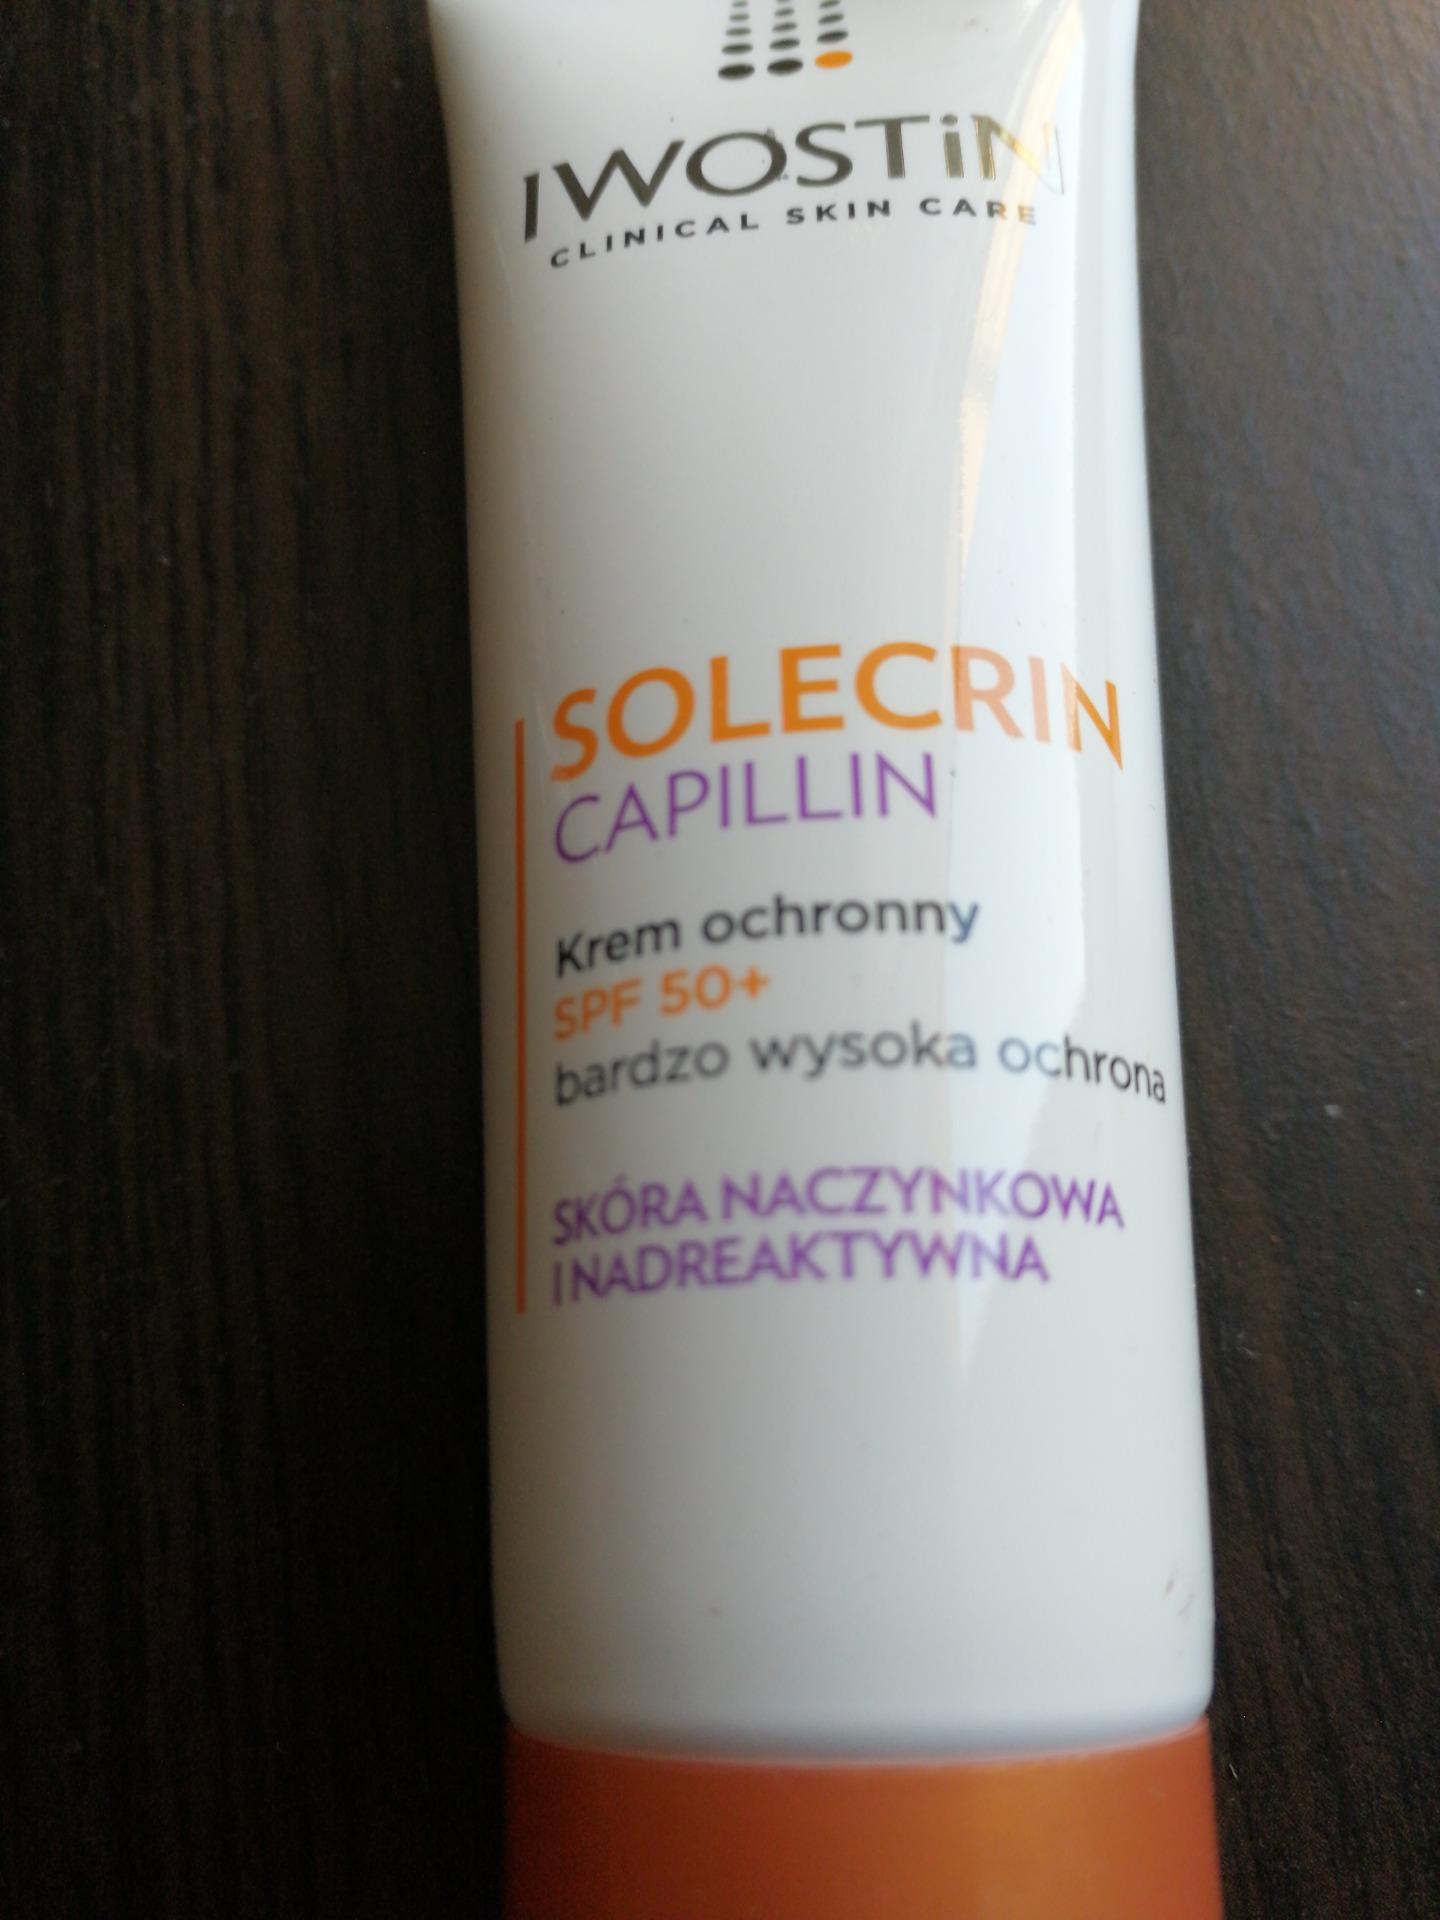 IWOSTiN
CLINICAL SKIN CARE
SOLECRIN
CAPILLIN
Krem ochronny
SPF 50+
bardzo wysoka ochrona
SKÓRA NACZYNKOWA
I NADREAKTYWNA